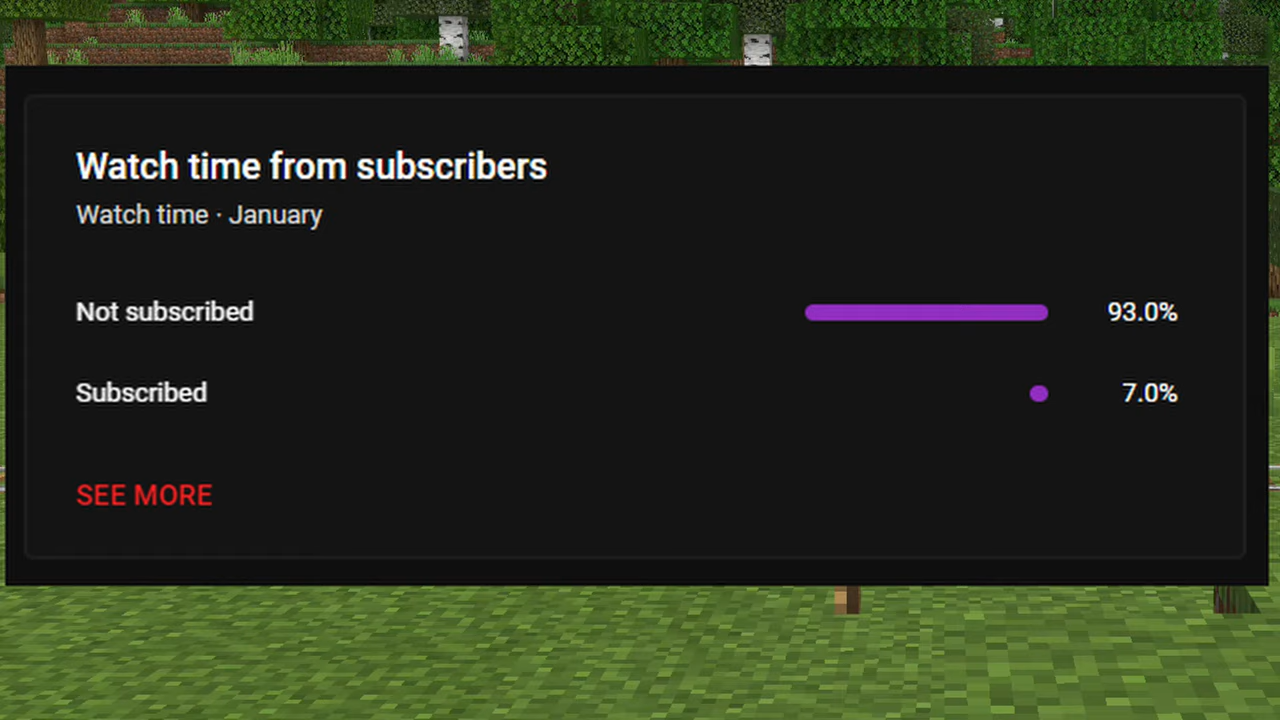 Watch time from subscribers
Watch time · January
Not subscribed 93.0%
Subscribed 7.0%
SEE MORE